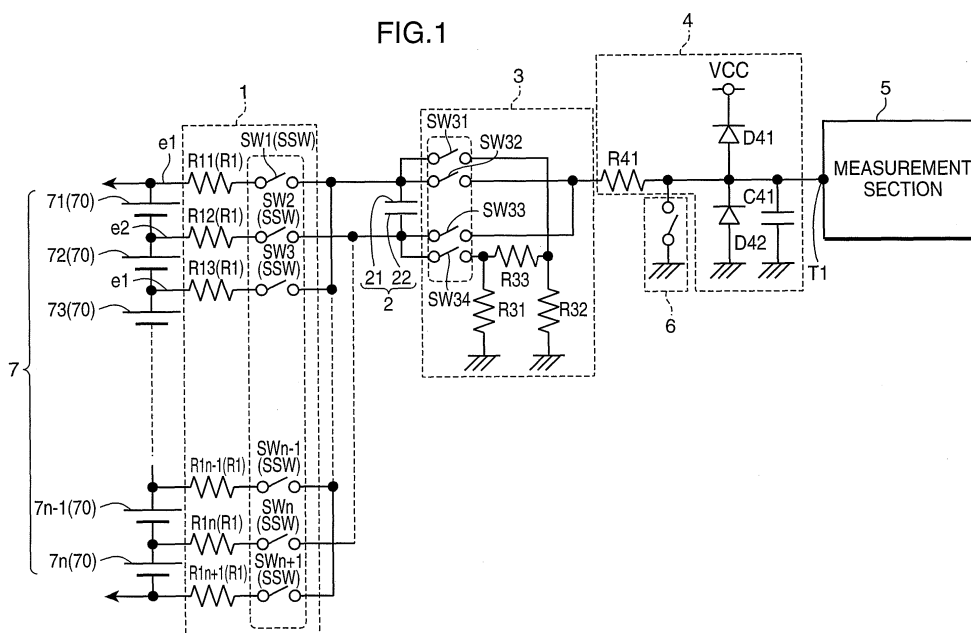 FIG.1
1
3
4
5
VCC
D41
R41
C41
D42
T1
MEASUREMENT
SECTION
6
e1
R11(R1)
SW1(SSW)
71(70)
R12(R1)
SW2
(SSW)
e2
72(70)
R13(R1)
SW3
(SSW)
e1
73(70)
21
22
2
SW31
SW32
SW33
SW34
R33
R31
R32
7
R1n-1(R1)
SWn-1
(SSW)
7n-1(70)
R1n(R1)
SWn
(SSW)
7n(70)
R1n+1(R1)
SWn+1
(SSW)